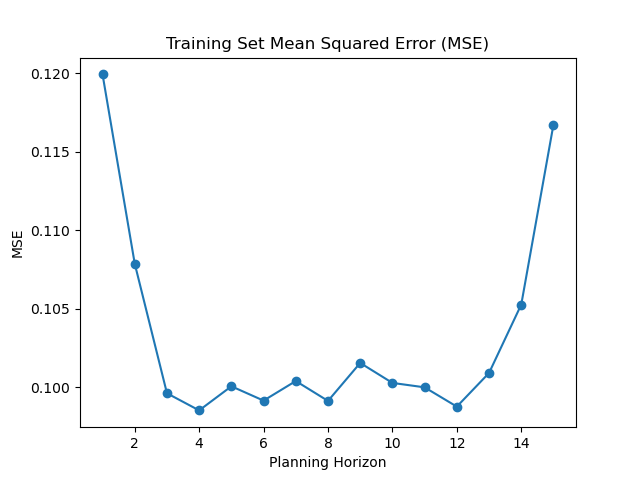 Training Set Mean Squared Error (MSE)
0.120
0.115
0.110
0.105
0.100
MSE
2 4 6 8 10 12 14
Planning Horizon